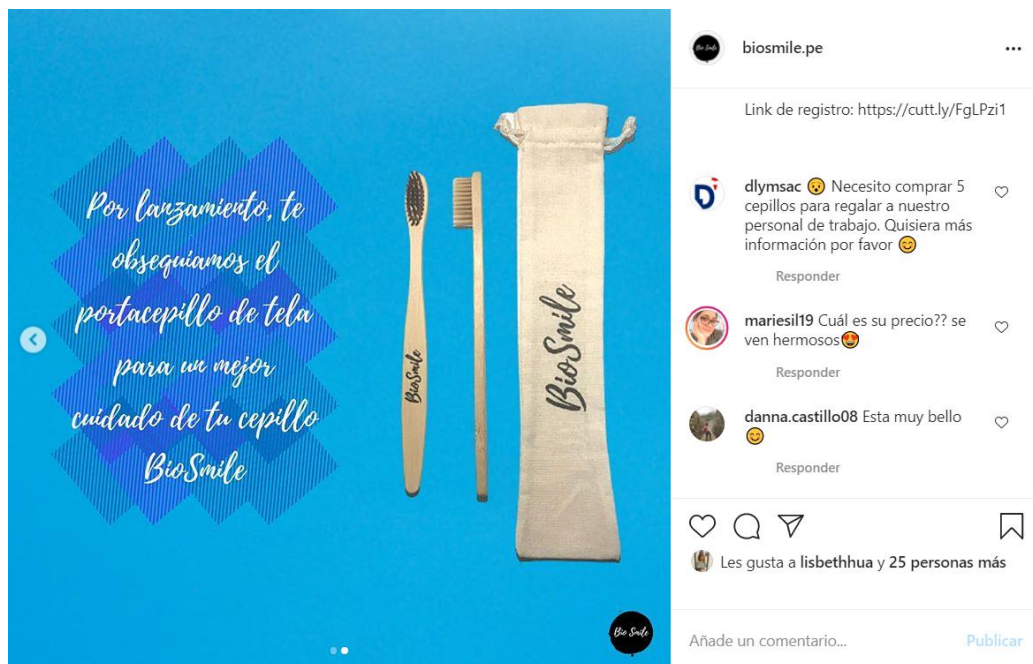 Por lanzamiento, te
obsequiamos el
portacepillo de tela
para un mejor
cuidado de tu cepillo
BioSmile
BioSmile
BioSmile
Bio Smile
Bio Smile
biosmile.pe
Link de registro: https://cutt.ly/FgLPzi1
dlymsac 😯 Necesito comprar 5
cepillos para regalar a nuestro
personal de trabajo. Quisiera más
información por favor 😊
Responder
mariesil19 Cuál es su precio?? se
ven hermosos😍
Responder
danna.castillo08 Esta muy bello
😊
Responder
Les gusta a lisbethhua y 25 personas más
Añade un comentario...
Publicar